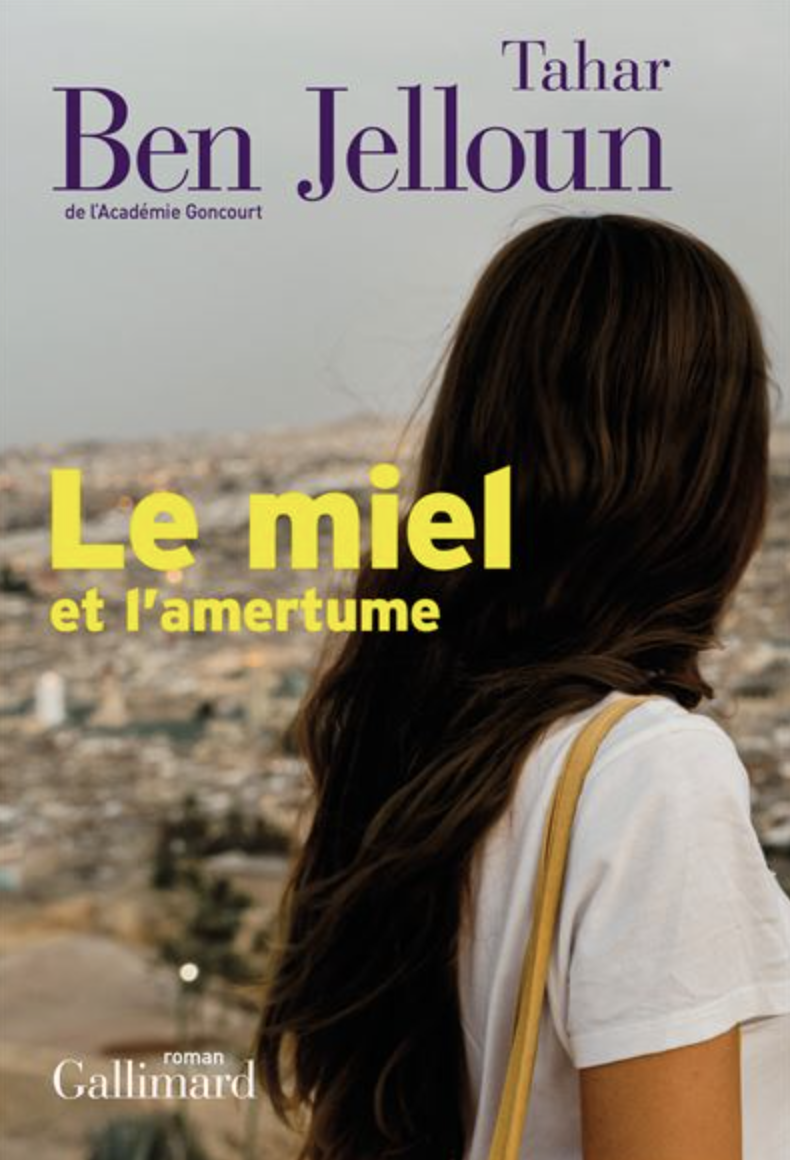 Tahar
Ben Jelloun
de l'Académie Goncourt
Le miel
et l'amertume
roman
Gallimard